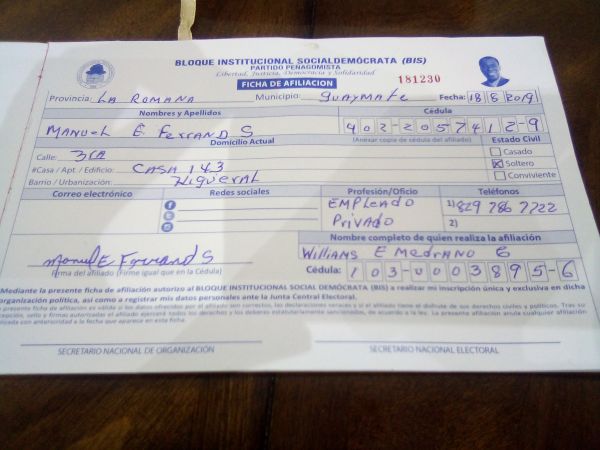 BLOQUE INSTITUCIONAL SOCIALDEMÓCRATA (BIS)
PARTIDO PEÑAGOMISTA
Libertad, Justicia, Democracia y Solidaridad
FICHA DE AFILIACION
181230
Provincia: LA ROMANA Municipio: GUAYMATE Fecha: 18/8/2019
Nombres y Apellidos Cédula
MANUEL E FERRAND S 402-2057412-9
Domicilio Actual (Anexar copia de cédula del afiliado) Estado Civil
Calle: 3RA Casado
#Casa / Apt. / Edificio: CASA 143 Soltero
Barrio / Urbanización: HIGUERAL Conviviente
Correo electrónico Redes sociales Profesión/Oficio Teléfonos
EMPLEADO 1) 829 786 7722
PRIVADO 2)
Nombre completo de quien realiza la afiliación
Manuel E Ferrand S WILLIANS E MEDRANO G
Firma del afiliado (Firme igual que en la Cédula) Cédula: 103-0003895-6
Mediante la presente ficha de afiliación autorizo al BLOQUE INSTITUCIONAL SOCIAL DEMÓCRATA (BIS) a realizar mi inscripción única y exclusiva en dicha
organización política, así como a registrar mis datos personales ante la Junta Central Electoral.
SECRETARIO NACIONAL DE ORGANIZACIÓN SECRETARIO NACIONAL ELECTORAL